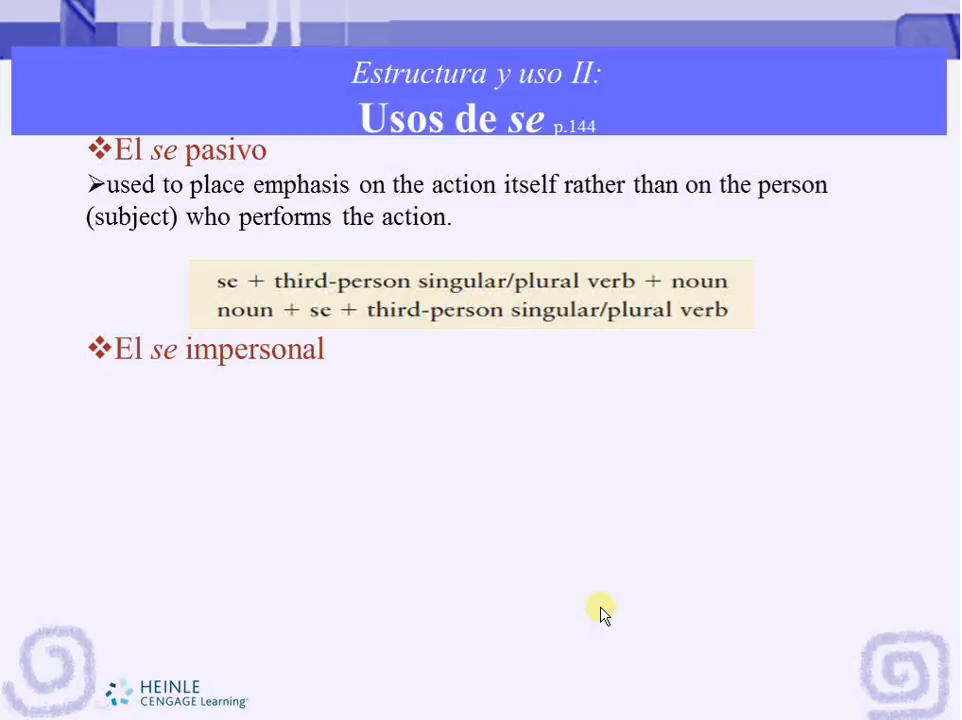 Estructura y uso II:
Usos de se p.144
❖El se pasivo
➢used to place emphasis on the action itself rather than on the person
(subject) who performs the action.
se + third-person singular/plural verb + noun
noun + se + third-person singular/plural verb
❖El se impersonal
HEINLE
CENGAGE Learning™